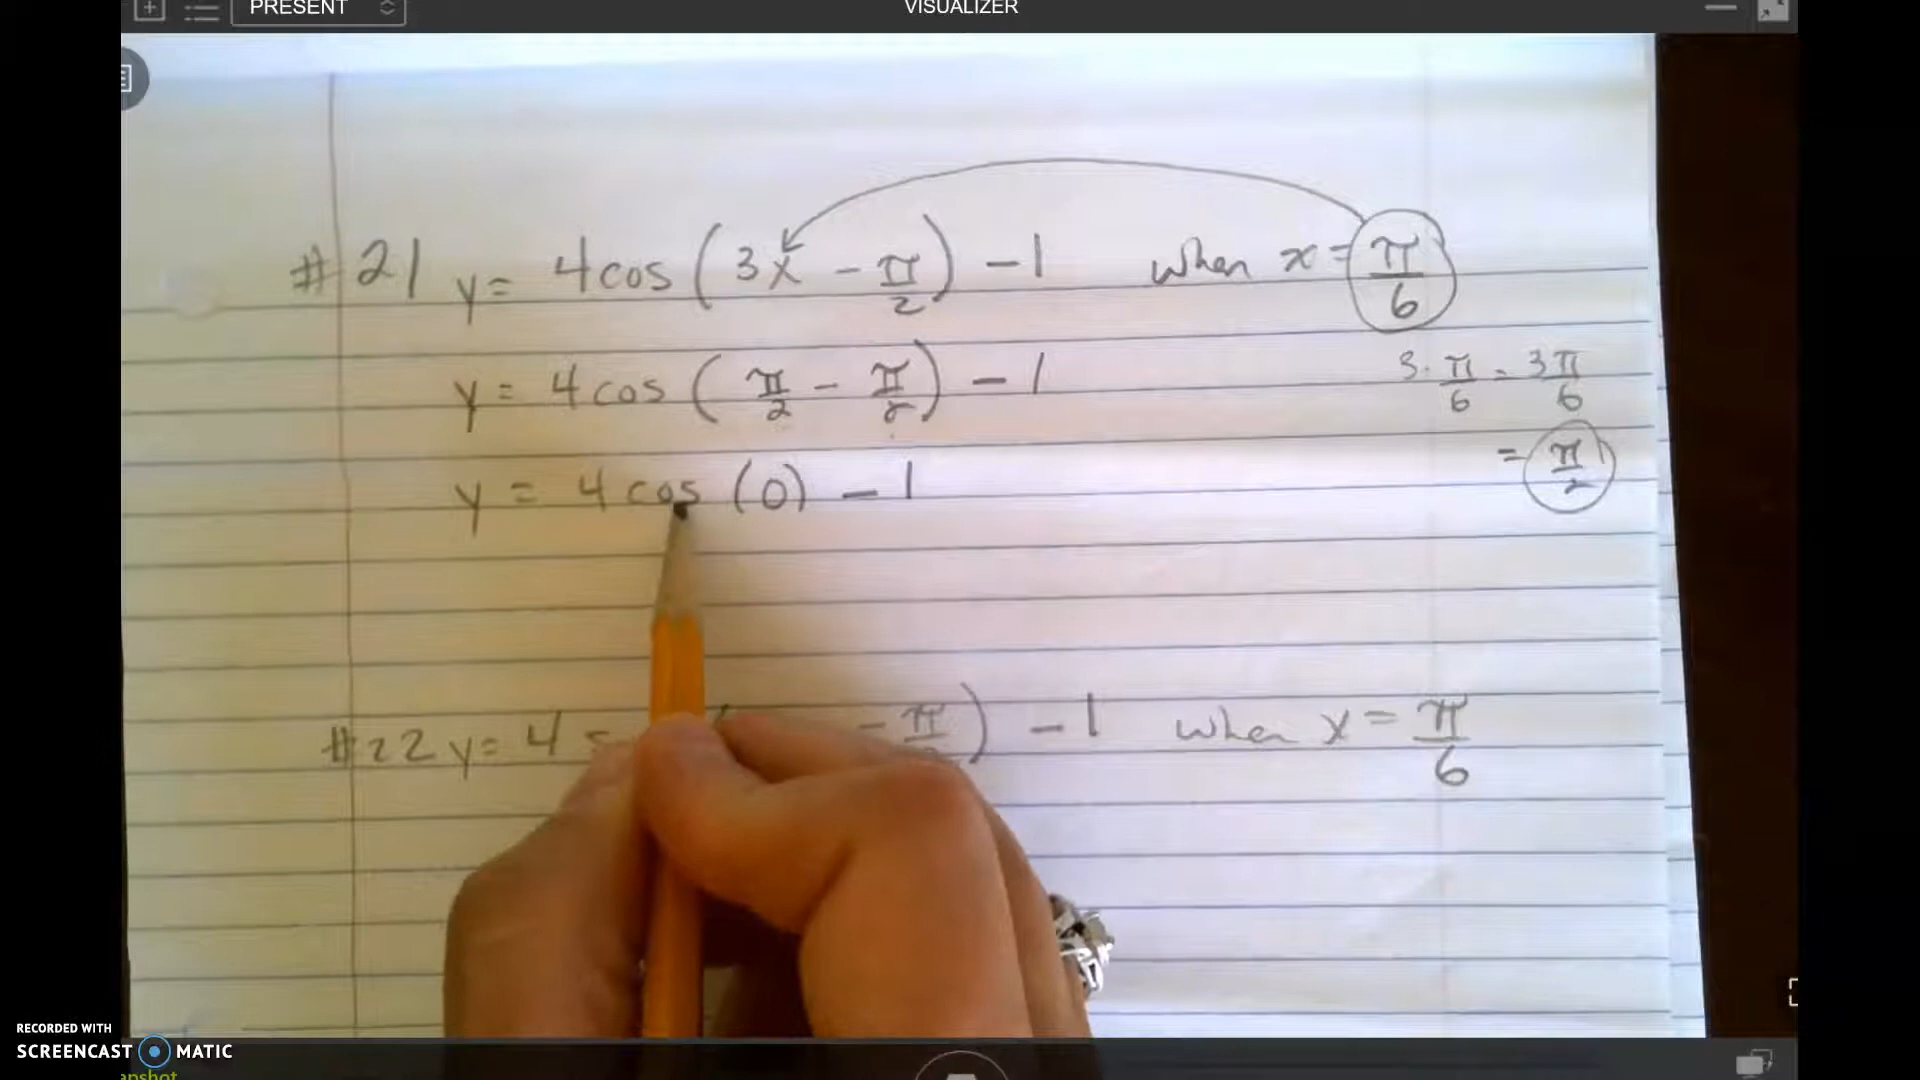 PRESENT
VISUALIZER
#21 y = 4cos(3x - π/2) - 1 when x = π/6
3 · π/6 = 3π/6
y = 4cos(π/2 - π/2) - 1
= π/2
y = 4cos(0) - 1
#22 y = 4 s - π ) - 1 when x = π/6
RECORDED WITH
SCREENCAST MATIC
apshot